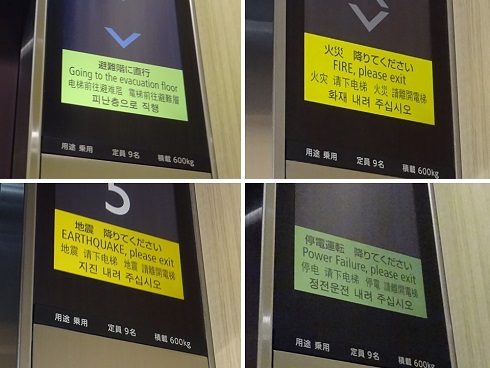 避難階に直行
Going to the evacuation floor
电梯前往避难层 電梯前往避難層
피난층으로 직행
用途 乗用 定員 9名 積載 600kg
火災 降りてください
FIRE, please exit
火灾 请下电梯 火災 請離開電梯
화재 내려 주십시오
用途 乗用 定員 9名 積載 600kg
5
地震 降りてください
EARTHQUAKE, please exit
地震 请下电梯 地震 請離開電梯
지진 내려 주십시오
用途 乗用 定員 9名 積載 600kg
停電運転 降りてください
Power Failure, please exit
停电 请下电梯 停電 請離開電梯
정전운전 내려 주십시오
用途 乗用 定員 9名 積載 600kg